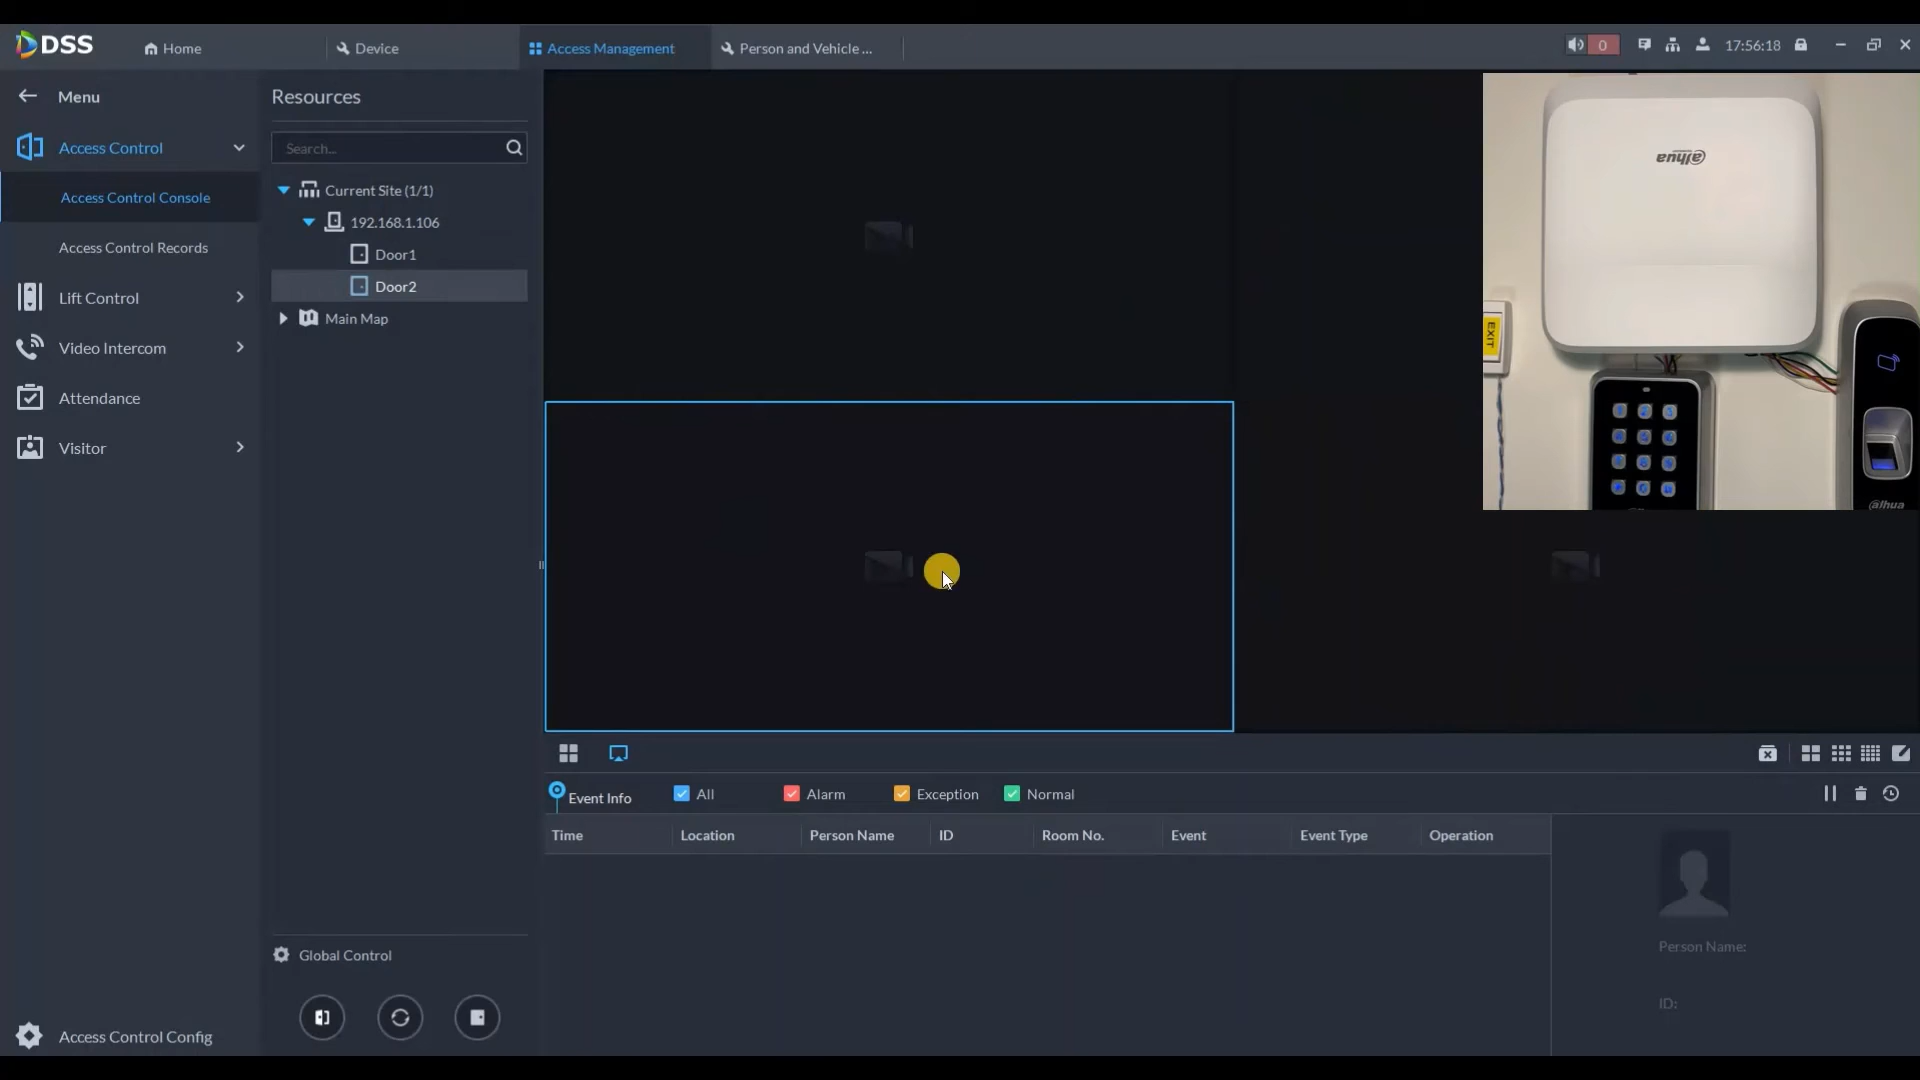 DSS
Home
Device
Access Management
Person and Vehicle ...
0
17:56:18
Menu
Access Control
Access Control Console
Access Control Records
Lift Control
Video Intercom
Attendance
Visitor
Access Control Config
Resources
Search...
Current Site (1/1)
192.168.1.106
Door1
Door2
Main Map
Global Control
alhua
EXIT
alhua
Event Info
All
Alarm
Exception
Normal
Time
Location
Person Name
ID
Room No.
Event
Event Type
Operation
Person Name:
ID: